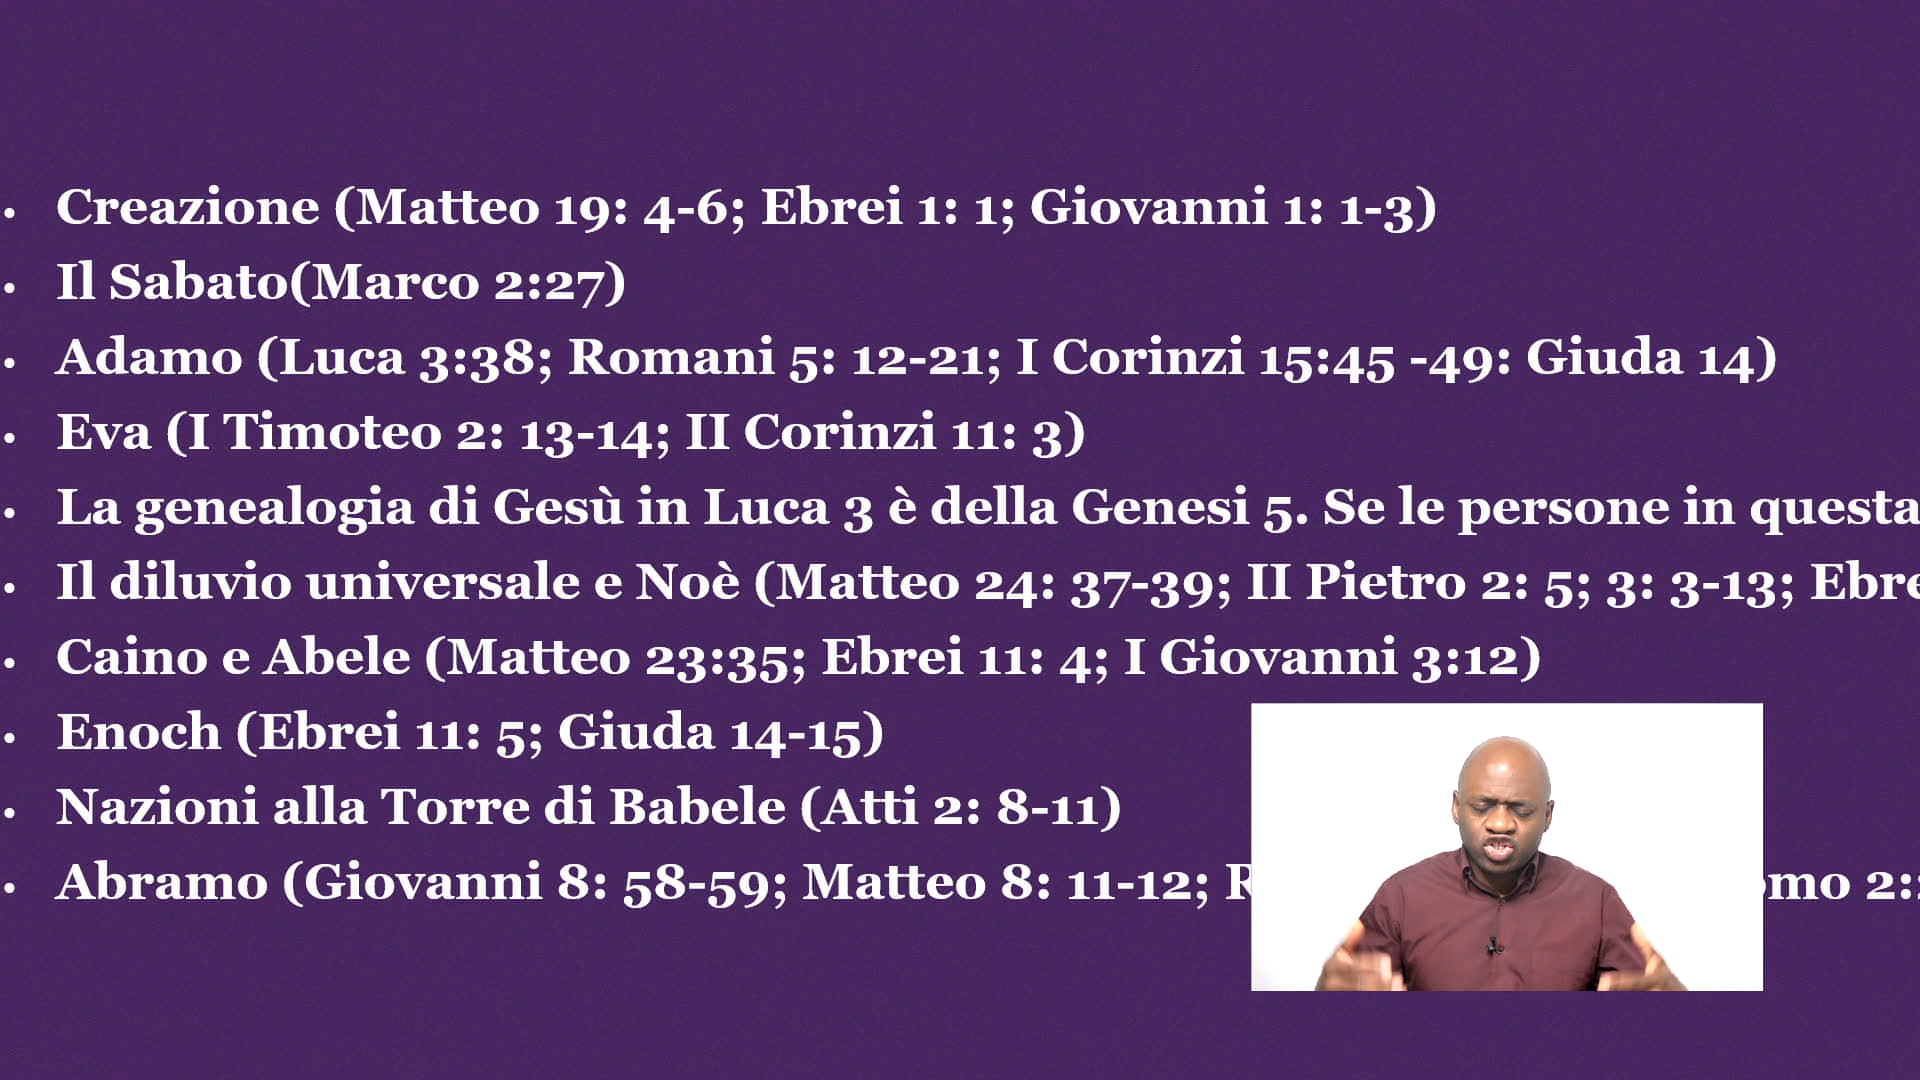 • Creazione (Matteo 19: 4-6; Ebrei 1: 1; Giovanni 1: 1-3)
• Il Sabato(Marco 2:27)
• Adamo (Luca 3:38; Romani 5: 12-21; I Corinzi 15:45 -49: Giuda 14)
• Eva (I Timoteo 2: 13-14; II Corinzi 11: 3)
• La genealogia di Gesù in Luca 3 è della Genesi 5. Se le persone in questa
• Il diluvio universale e Noè (Matteo 24: 37-39; II Pietro 2: 5; 3: 3-13;
• Caino e Abele (Matteo 23:35; Ebrei 11: 4; I Giovanni 3:12)
• Enoch (Ebrei 11: 5; Giuda 14-15)
• Nazioni alla Torre di Babele (Atti 2: 8-11)
• Abramo (Giovanni 8: 58-59; Matteo 8: 11-12;